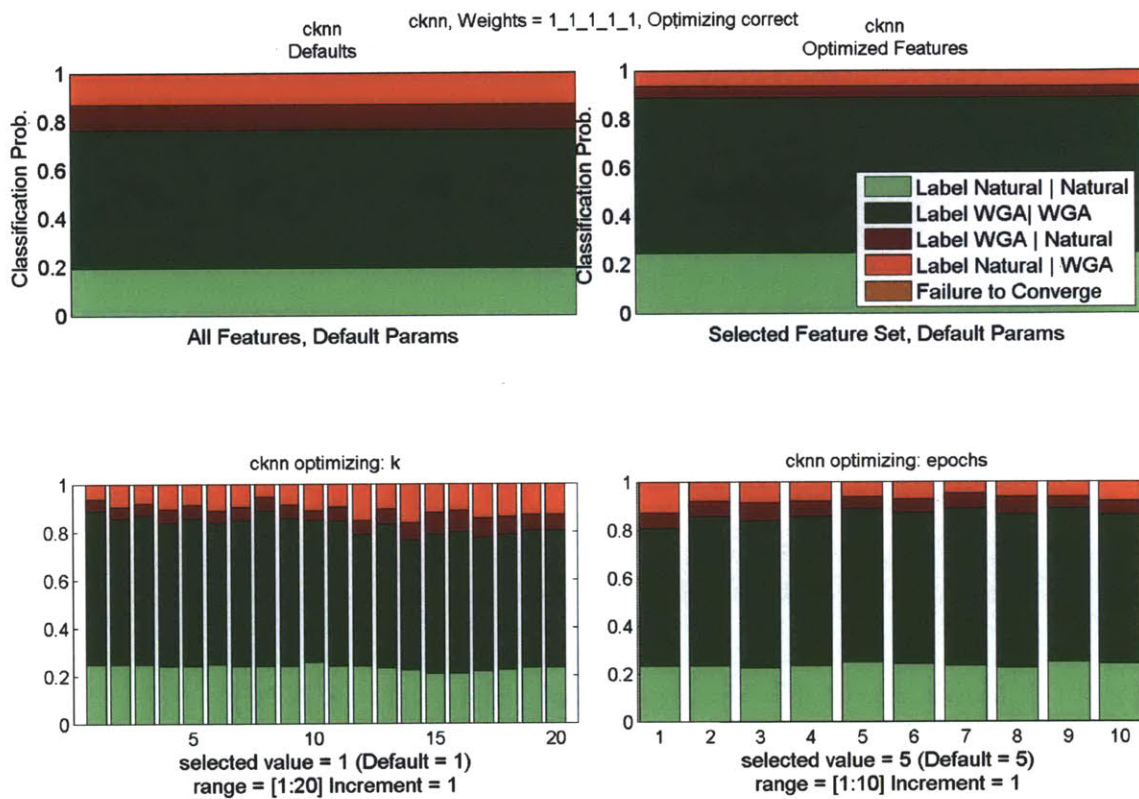 cknn, Weights = 1_1_1_1_1, Optimizing correct
cknn
Defaults
Classification Prob.
1
0.8
0.6
0.4
0.2
0
All Features, Default Params
cknn
Optimized Features
Classification Prob.
1
0.8
0.6
0.4
0.2
0
Label Natural | Natural
Label WGA| WGA
Label WGA | Natural
Label Natural | WGA
Failure to Converge
Selected Feature Set, Default Params
cknn optimizing: k
1
0.8
0.6
0.4
0.2
0
5 10 15 20
selected value = 1 (Default = 1)
range = [1:20] Increment = 1
cknn optimizing: epochs
1
0.8
0.6
0.4
0.2
0
1 2 3 4 5 6 7 8 9 10
selected value = 5 (Default = 5)
range = [1:10] Increment = 1